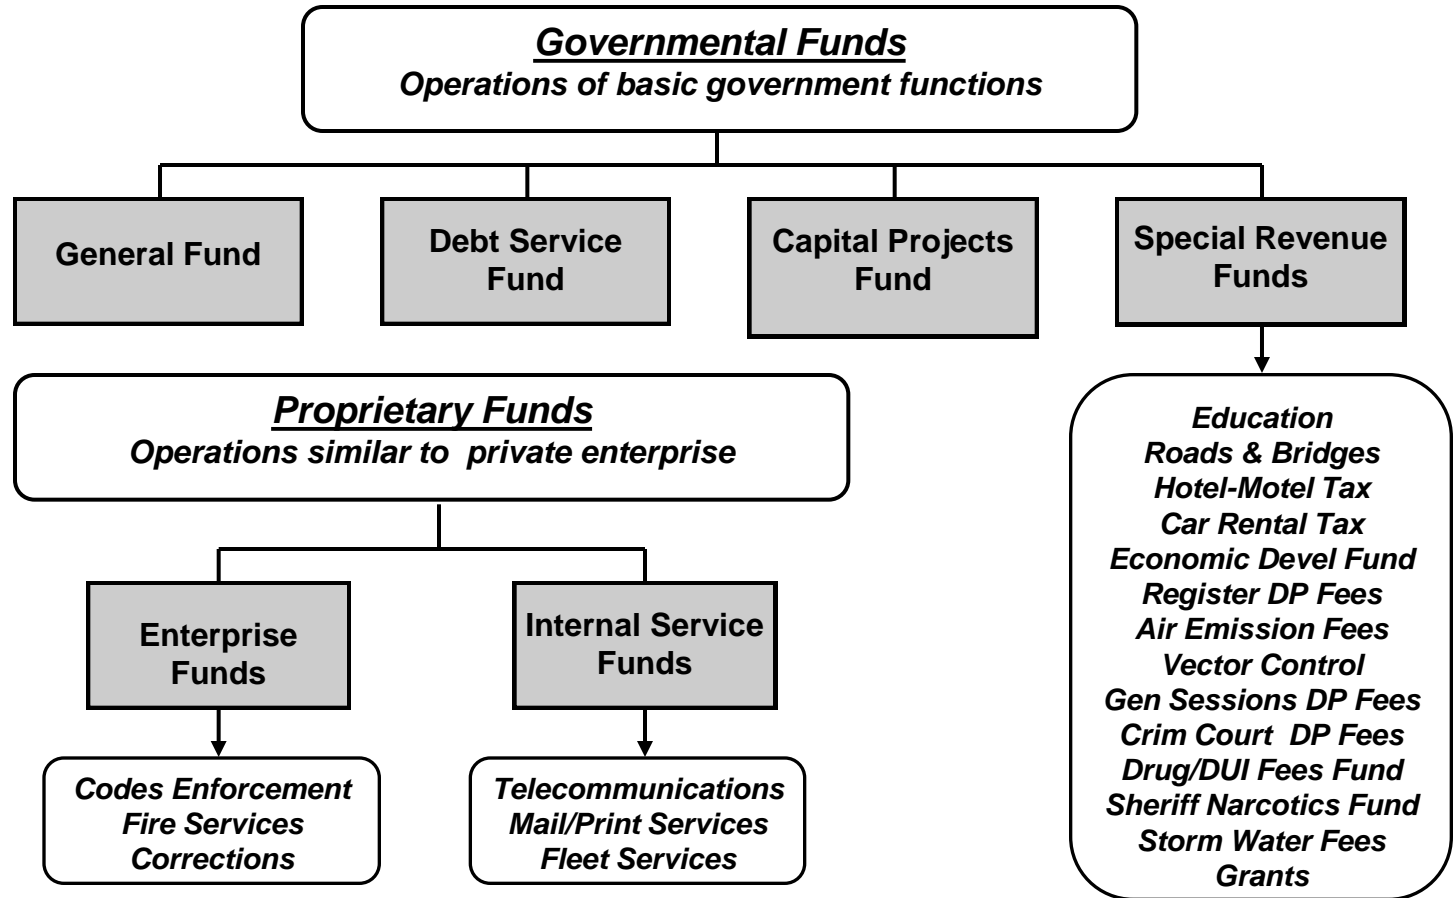 Governmental Funds
Operations of basic government functions
General Fund
Debt Service
Fund
Capital Projects
Fund
Special Revenue
Funds
Proprietary Funds
Operations similar to private enterprise
Enterprise
Funds
Internal Service
Funds
Codes Enforcement
Fire Services
Corrections
Telecommunications
Mail/Print Services
Fleet Services
Education
Roads & Bridges
Hotel-Motel Tax
Car Rental Tax
Economic Devel Fund
Register DP Fees
Air Emission Fees
Vector Control
Gen Sessions DP Fees
Crim Court DP Fees
Drug/DUI Fees Fund
Sheriff Narcotics Fund
Storm Water Fees
Grants